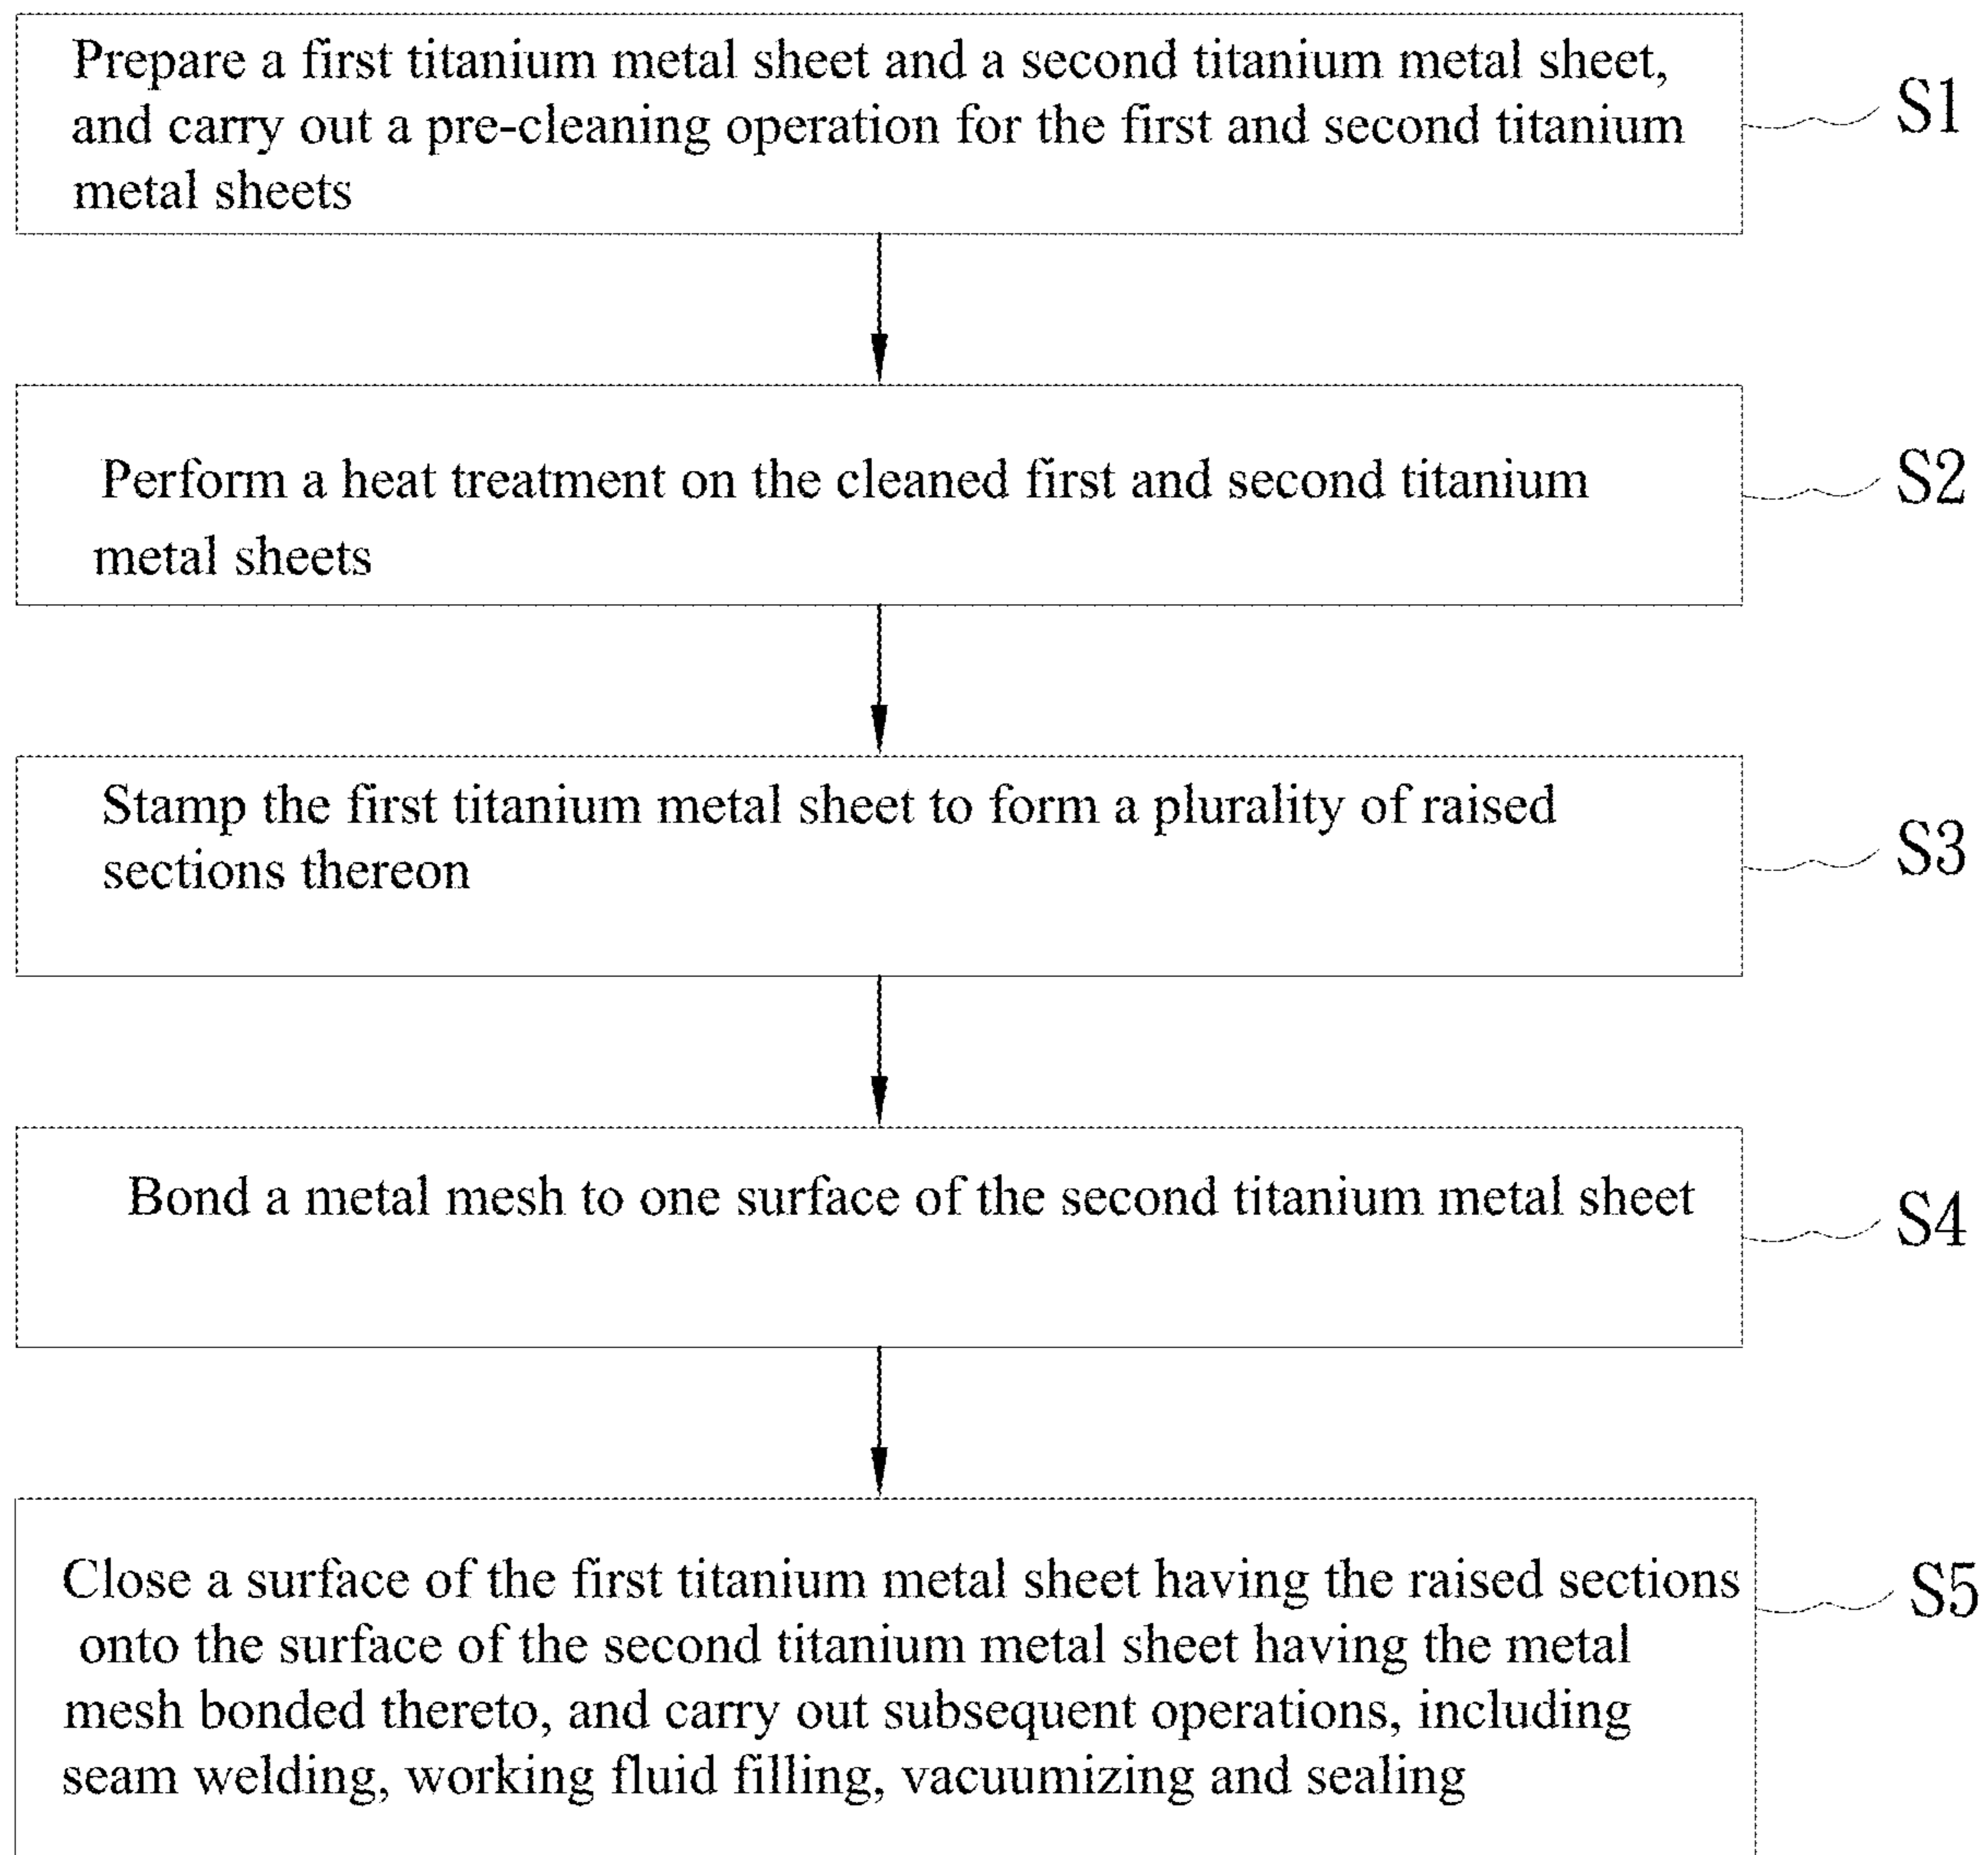 Prepare a first titanium metal sheet and a second titanium metal sheet,
and carry out a pre-cleaning operation for the first and second titanium
metal sheets
S1
Perform a heat treatment on the cleaned first and second titanium
metal sheets
S2
Stamp the first titanium metal sheet to form a plurality of raised
sections thereon
S3
Bond a metal mesh to one surface of the second titanium metal sheet
S4
Close a surface of the first titanium metal sheet having the raised sections
onto the surface of the second titanium metal sheet having the metal
mesh bonded thereto, and carry out subsequent operations, including
seam welding, working fluid filling, vacuumizing and sealing
S5